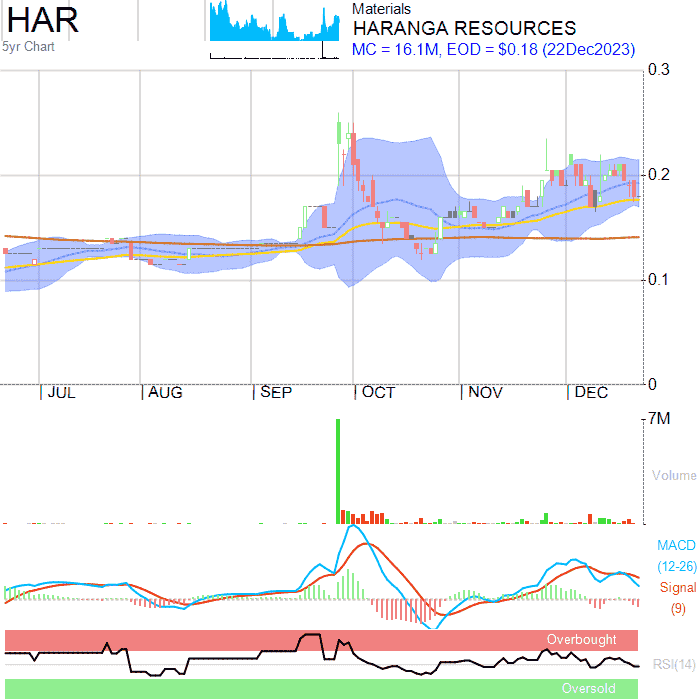 HAR
5yr Chart
Materials
HARANGA RESOURCES
MC = 16.1M, EOD = $0.18 (22Dec2023)
0.3
0.2
0.1
0
JUL AUG SEP OCT NOV DEC
7M
Volume
MACD
(12-26)
Signal
(9)
Overbought
RSI(14)
Oversold